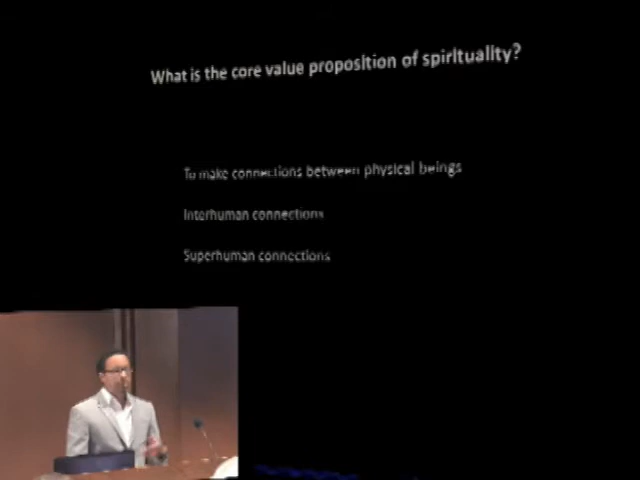 What is the core value proposition of spirituality?
To make connections between physical beings
Interhuman connections
Superhuman connections